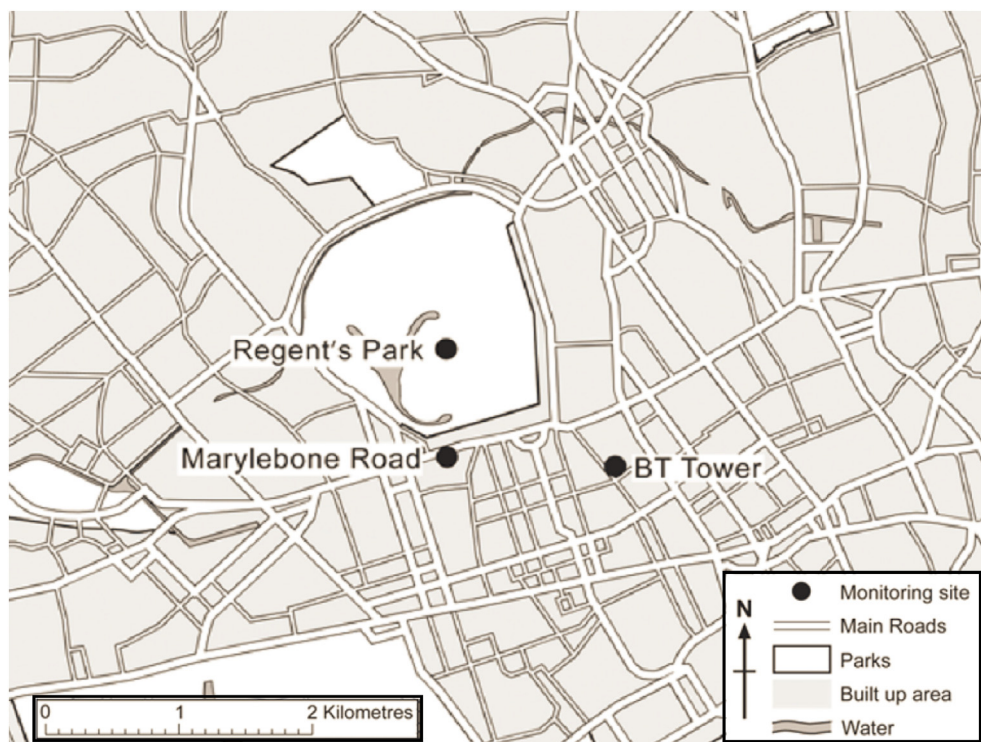 Regent's Park
Marylebone Road
BT Tower
Monitoring site
N
Main Roads
Parks
Built up area
Water
0 1 2 Kilometres